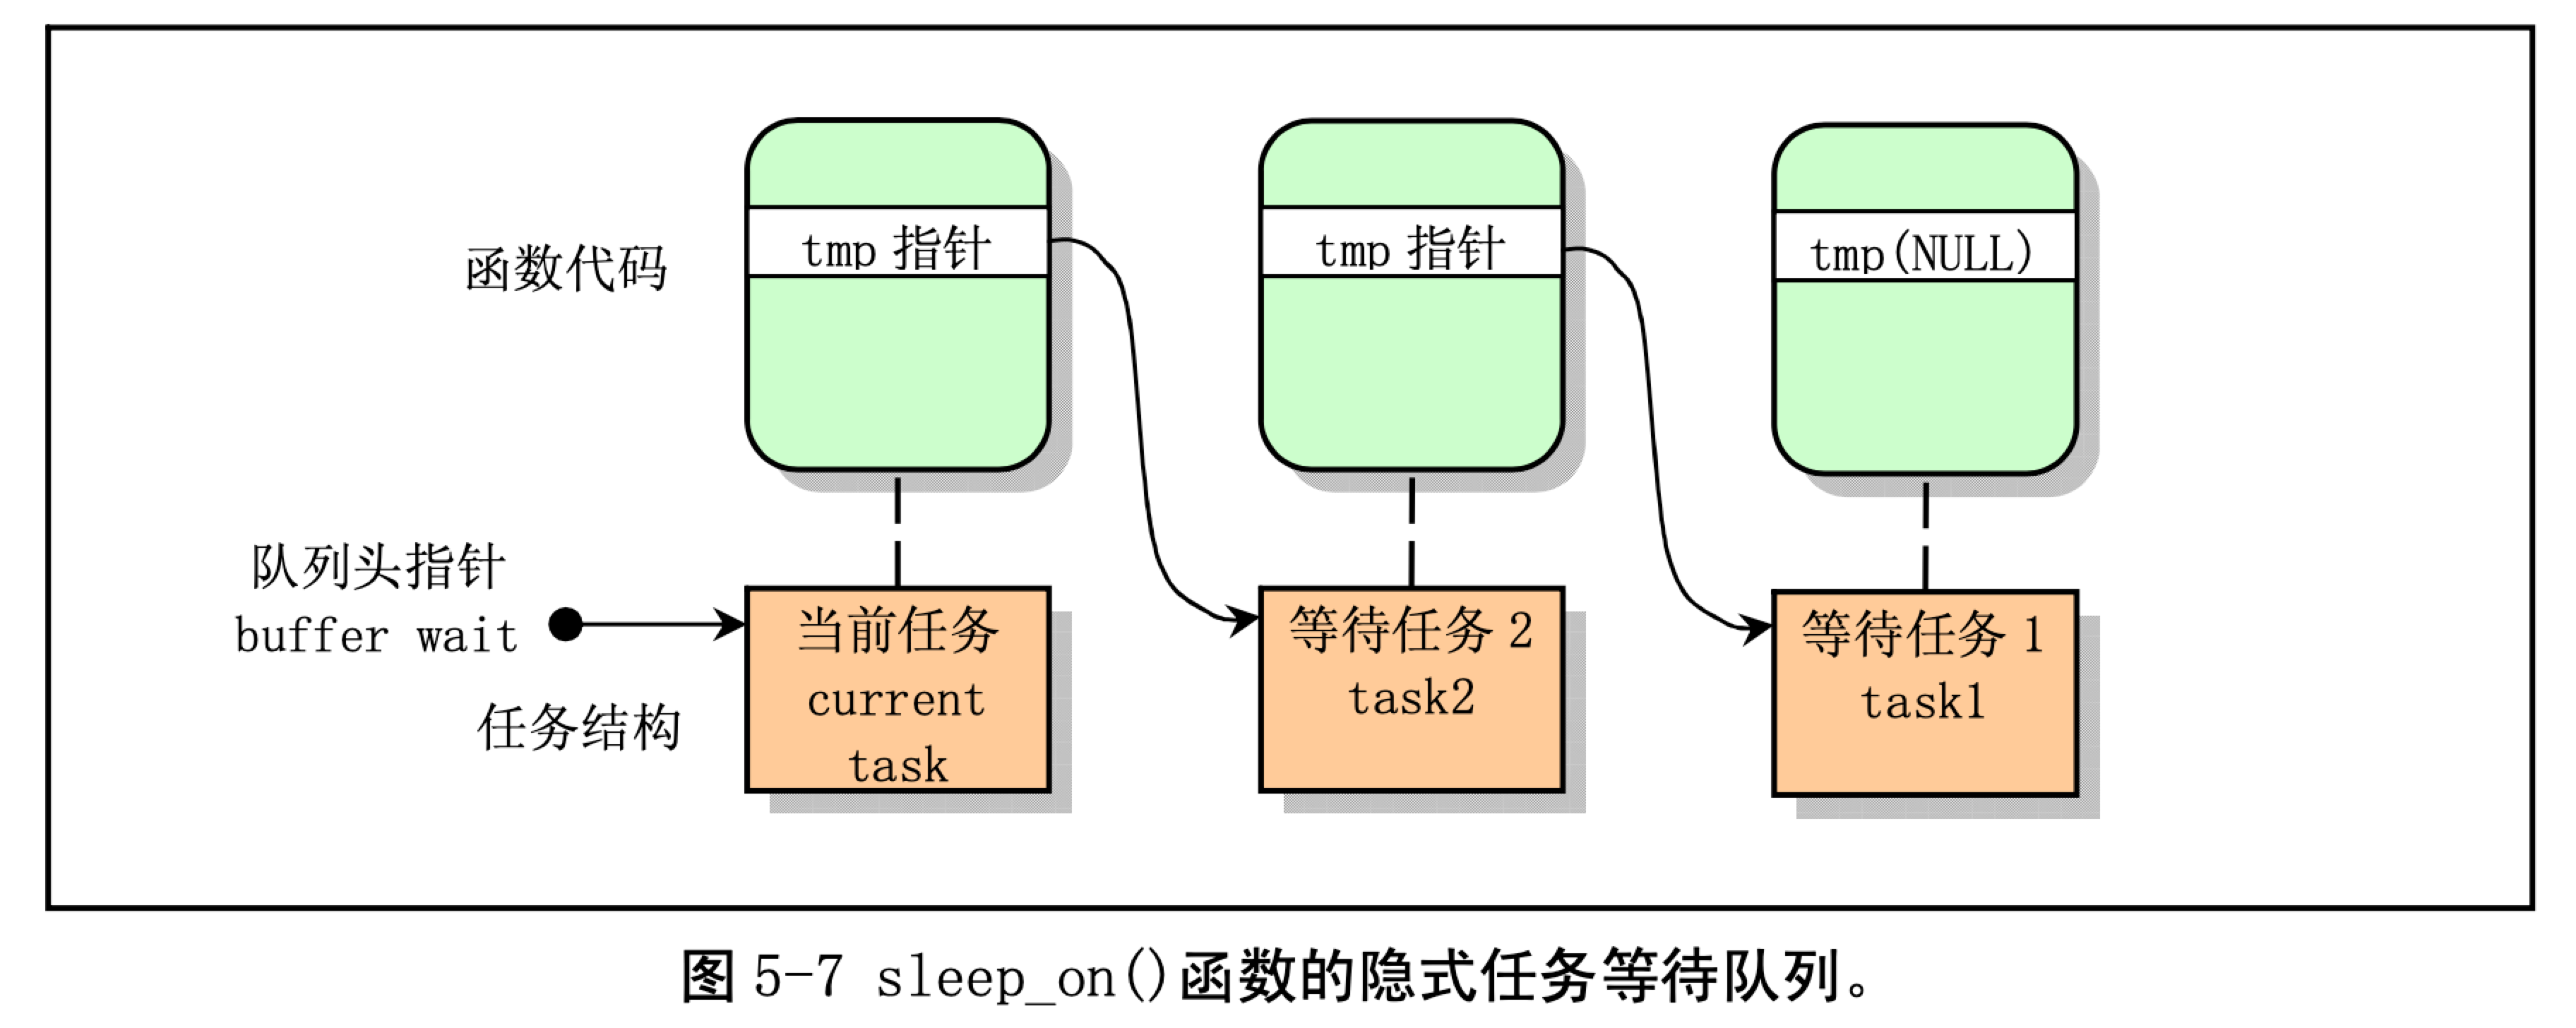 函数代码
tmp 指针
tmp 指针
tmp(NULL)
队列头指针
buffer wait
任务结构
当前任务
current
task
等待任务 2
task2
等待任务 1
task1
图 5-7 sleep_on()函数的隐式任务等待队列。